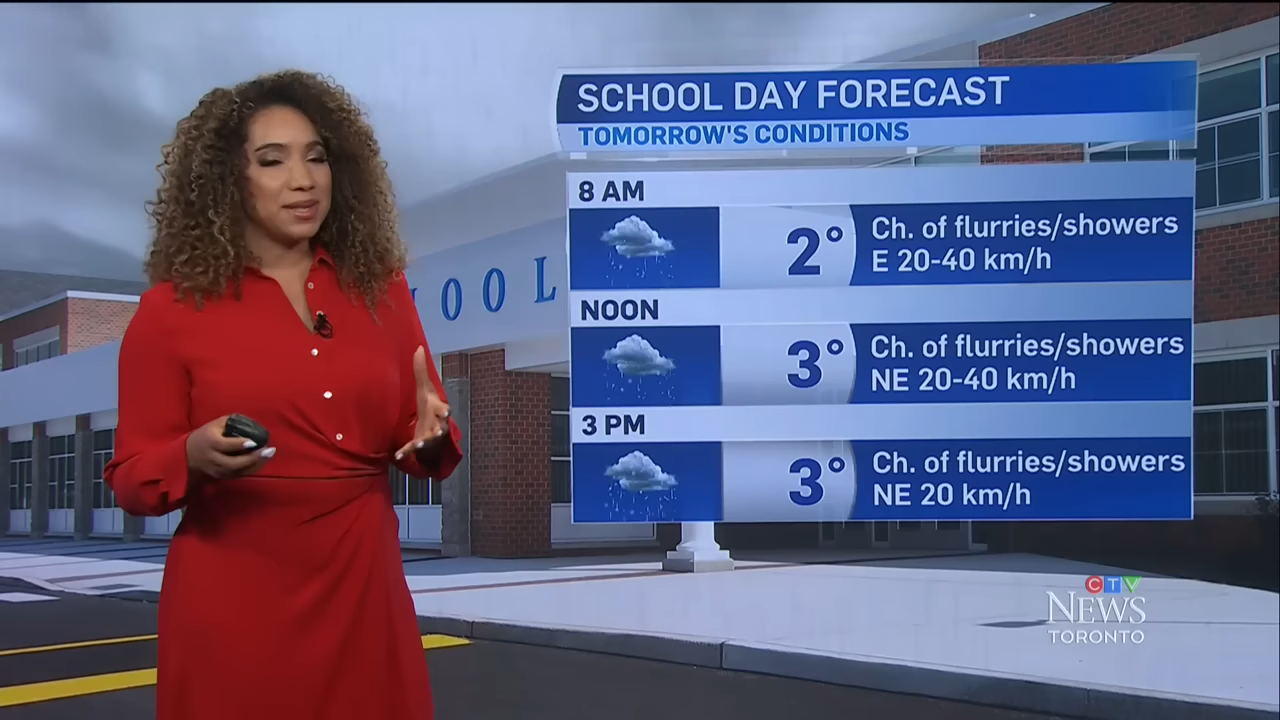 SCHOOL DAY FORECAST
TOMORROW'S CONDITIONS
8 AM
2° Ch. of flurries/showers
E 20-40 km/h
NOON
3° Ch. of flurries/showers
NE 20-40 km/h
3 PM
3° Ch. of flurries/showers
NE 20 km/h
OOL
CTV
NEWS
TORONTO